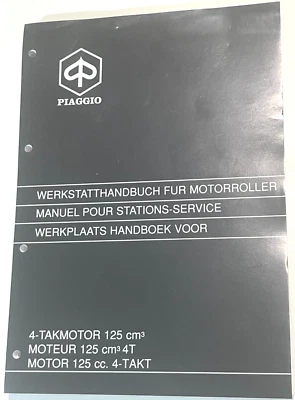 PIAGGIO
WERKSTATTHANDBUCH FUR MOTORROLLER
MANUEL POUR STATIONS-SERVICE
WERKPLAATS HANDBOEK VOOR
4-TAKMOTOR 125 cm³
MOTEUR 125 cm³ 4T
MOTOR 125 cc. 4-TAKT